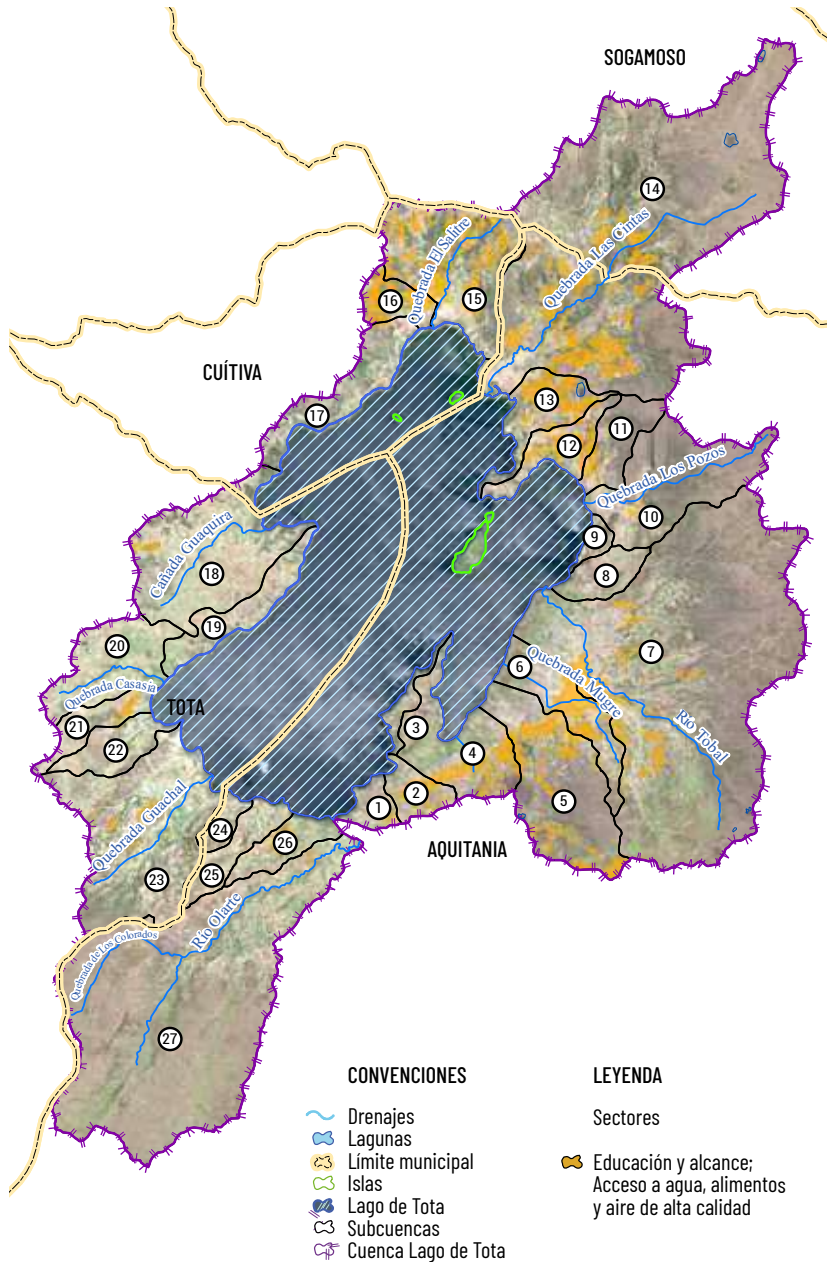 SOGAMOSO
14
Quebrada Las Cintas
Quebrada El Salitre
16
15
CUÍTIVA
13
17
12
11
Quebrada Los Pozos
10
9
Cañada Guaquira
18
8
19
20
7
6
Quebrada Mugre
Quebrada Casasia
TOTA
21
22
3
4
Río Tobal
Quebrada Guachal
1
2
5
24
26
AQUITANIA
23
25
Río Olarte
Quebrada de Los Colorados
27
CONVENCIONES
Drenajes
Lagunas
Límite municipal
Islas
Lago de Tota
Subcuencas
Cuenca Lago de Tota
LEYENDA
Sectores
Educación y alcance;
Acceso a agua, alimentos
y aire de alta calidad